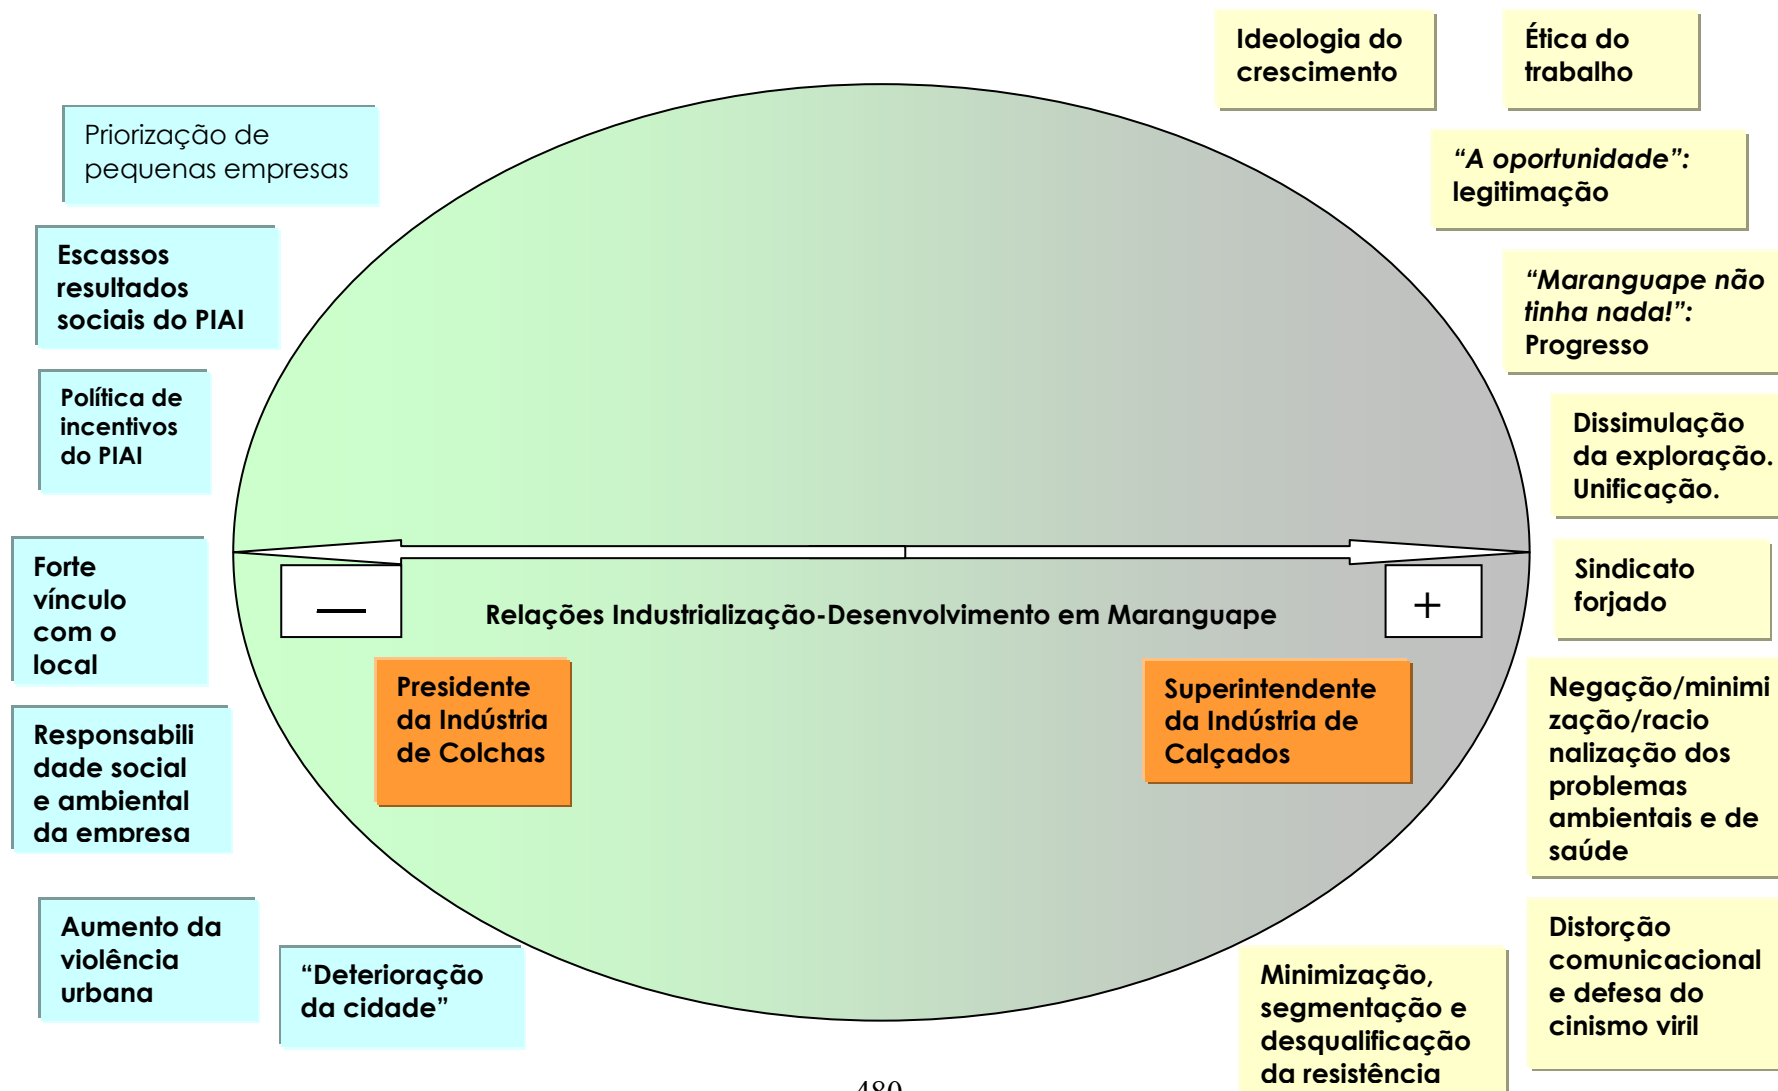 Ideologia do
crescimento
Ética do
trabalho
Priorização de
pequenas empresas
“A oportunidade”:
legitimação
Escassos
resultados
sociais do PIAI
“Maranguape não
tinha nada!”:
Progresso
Política de
incentivos
do PIAI
Dissimulação
da exploração.
Unificação.
Forte
vínculo
com o
local
Sindicato
forjado
—
Relações Industrialização-Desenvolvimento em Maranguape
+
Presidente
da Indústria
de Colchas
Superintendente
da Indústria de
Calçados
Negação/minimi
zação/racio
nalização dos
problemas
ambientais e de
saúde
Responsabili
dade social
e ambiental
da empresa
Aumento da
violência
urbana
“Deterioração
da cidade”
Distorção
comunicacional
e defesa do
cinismo viril
Minimização,
segmentação e
desqualificação
da resistência
480